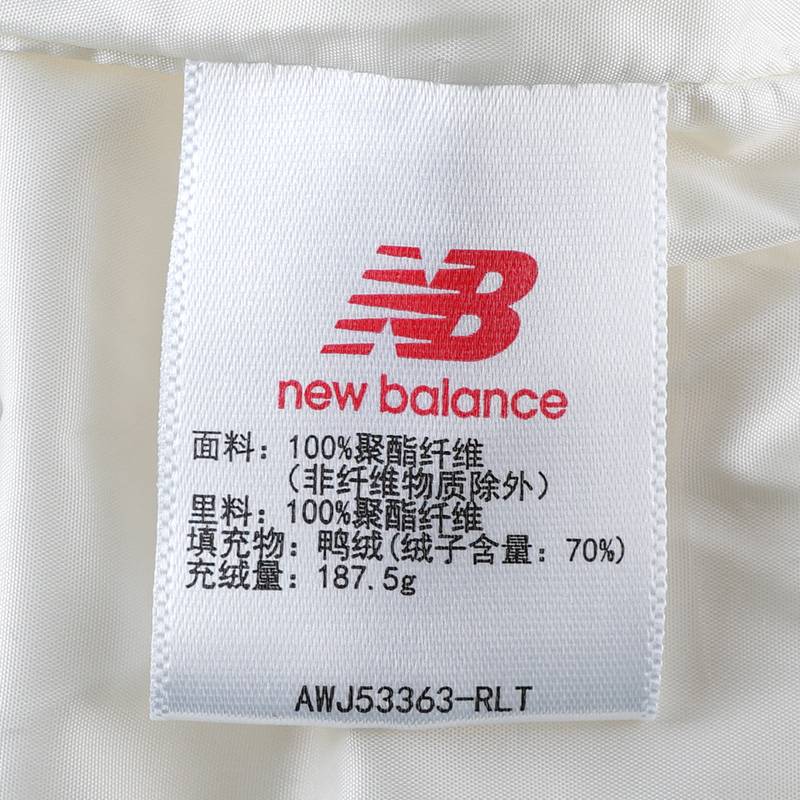 NB
new balance
面料：100%聚酯纤维
（非纤维物质除外）
里料：100%聚酯纤维
填充物：鸭绒(绒子含量：70%)
充绒量：187.5g
AWJ53363-RLT